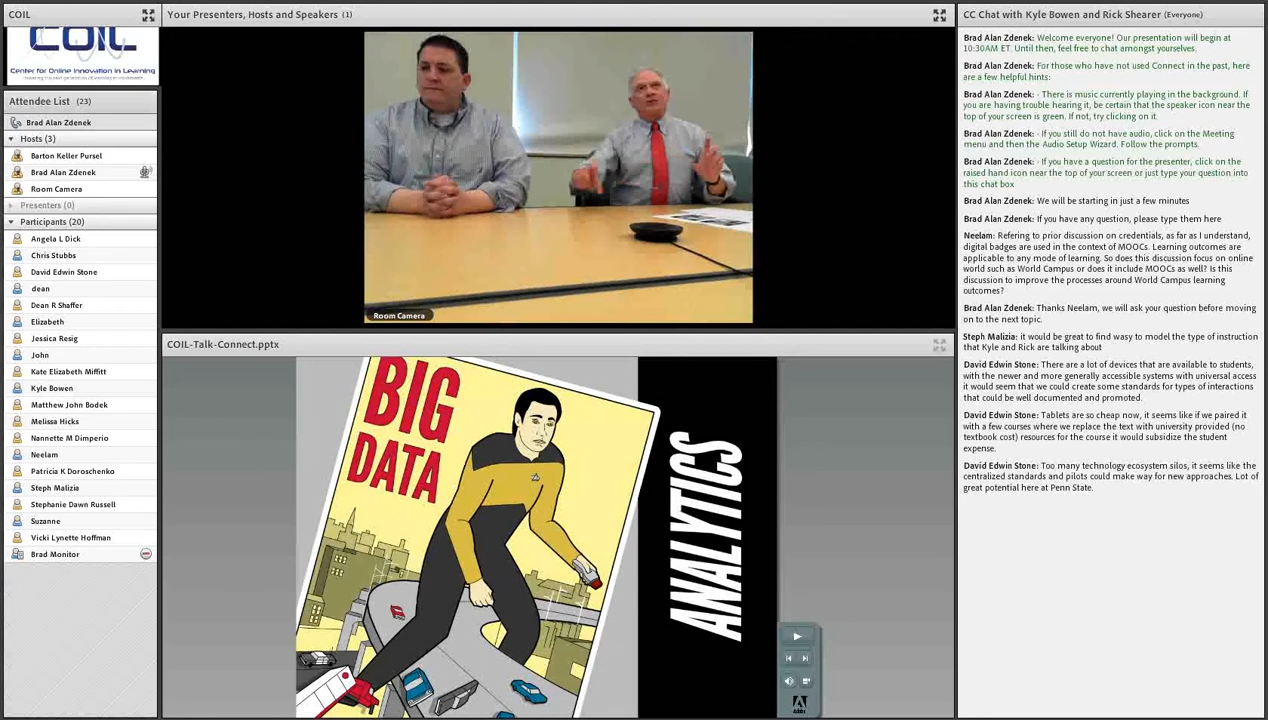 COIL
COIL
Center for Online Innovation in Learning
Attendee List (23)
Brad Alan Zdenek
Hosts (3)
Barton Keller Pursel
Brad Alan Zdenek
Room Camera
Presenters (0)
Participants (20)
Angela L Dick
Chris Stubbs
David Edwin Stone
dean
Dean R Shaffer
Elizabeth
Jessica Resig
John
Kate Elizabeth Miffitt
Kyle Bowen
Matthew John Bodek
Melissa Hicks
Nannette M Dimperio
Neelam
Patricia K Doroschenko
Steph Malizia
Stephanie Dawn Russell
Suzanne
Vicki Lynette Hoffman
Brad Monitor
Your Presenters, Hosts and Speakers (1)
Room Camera
COIL-Talk-Connect.pptx
BIG
DATA
ANALYTICS
Adobe
CC Chat with Kyle Bowen and Rick Shearer (Everyone)
Brad Alan Zdenek: Welcome everyone! Our presentation will begin at
10:30AM ET. Until then, feel free to chat amongst yourselves.
Brad Alan Zdenek: For those who have not used Connect in the past, here
are a few helpful hints:
Brad Alan Zdenek: · There is music currently playing in the background. If
you are having trouble hearing it, be certain that the speaker icon near the
top of your screen is green. If not, try clicking on it.
Brad Alan Zdenek: · If you still do not have audio, click on the Meeting
menu and then the Audio Setup Wizard. Follow the prompts.
Brad Alan Zdenek: · If you have a question for the presenter, click on the
raised hand icon near the top of your screen or just type your question into
this chat box
Brad Alan Zdenek: We will be starting in just a few minutes
Brad Alan Zdenek: If you have any question, please type them here
Neelam: Refering to prior discussion on credentials, as far as I understand,
digital badges are used in the context of MOOCs. Learning outcomes are
applicable to any mode of learning. So does this discussion focus on online
world such as World Campus or does it include MOOCs as well? Is this
discussion to improve the processes around World Campus learning
outcomes?
Brad Alan Zdenek: Thanks Neelam, we will ask your question before moving
on to the next topic.
Steph Malizia: it would be great to find wasy to model the type of instruction
that Kyle and Rick are talking about
David Edwin Stone: There are a lot of devices that are available to students,
with the newer and more generally accessible systems with universal access
it would seem that we could create some standards for types of interactions
that could be well documented and promoted.
David Edwin Stone: Tablets are so cheap now, it seems like if we paired it
with a few courses where we replace the text with university provided (no
textbook cost) resources for the course it would subsidize the student
expense.
David Edwin Stone: Too many technology ecosystem silos, it seems like the
centralized standards and pilots could make way for new approaches. Lot of
great potential here at Penn State.